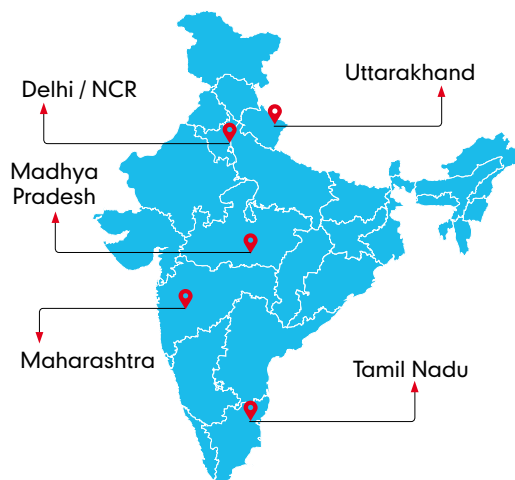 Uttarakhand
Delhi / NCR
Madhya
Pradesh
Maharashtra
Tamil Nadu